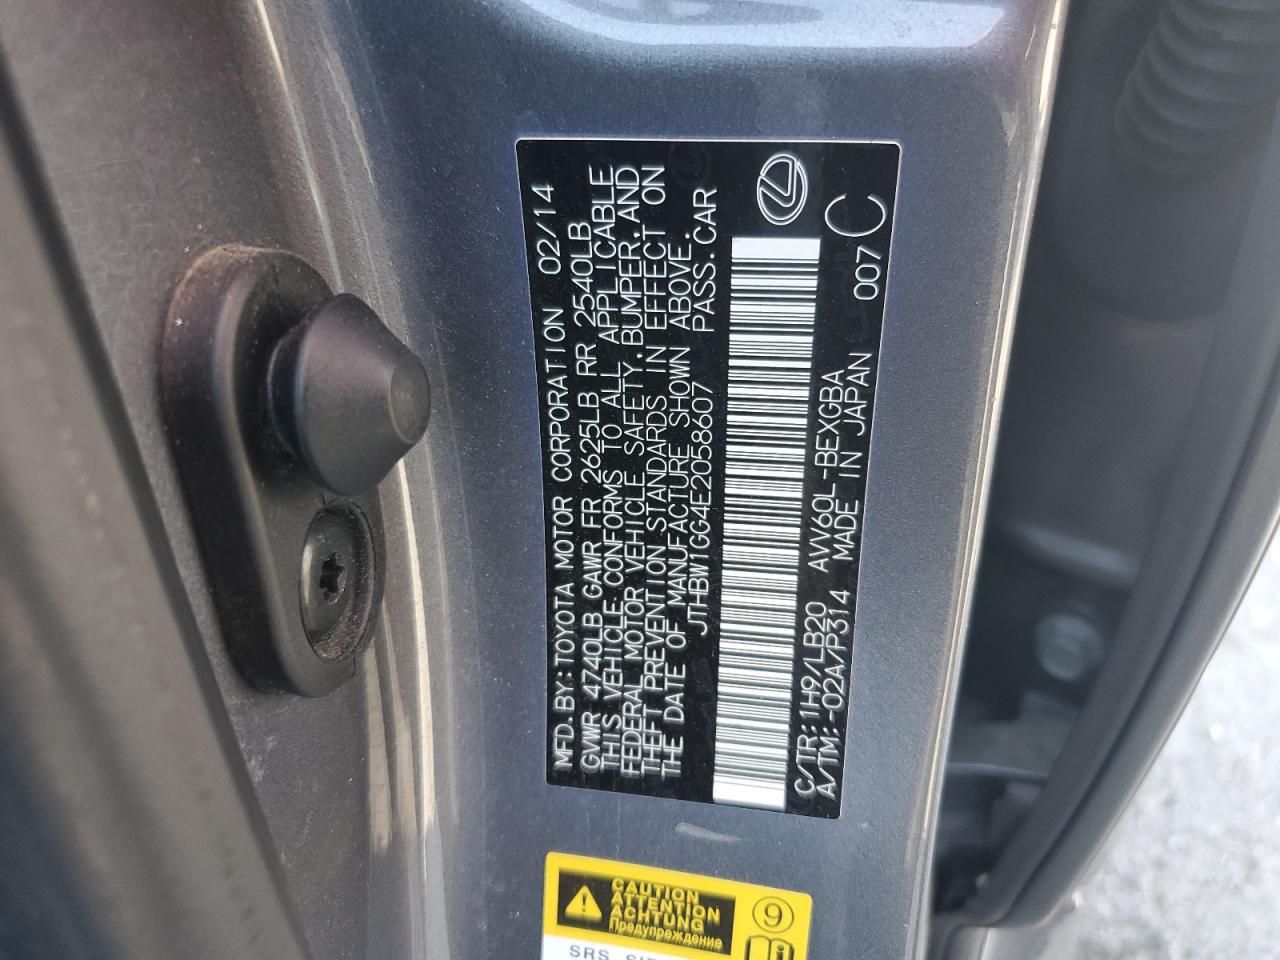 MFD.BY:TOYOTA MOTOR CORPORATION 02/14
GVWR 4740LB GAWR FR 2625LB RR 2540LB
THIS VEHICLE CONFORMS TO ALL APPLICABLE
FEDERAL MOTOR VEHICLE SAFETY,BUMPER,AND
THEFT PREVENTION STANDARDS IN EFFECT ON
THE DATE OF MANUFACTURE SHOWN ABOVE.
JTHBW1GG4E2058607 PASS.CAR
C/TR:1H9/LB20 AVV60L-BEXGBA 007 C
A/TM:-02A/P314 MADE IN JAPAN
CAUTION
ATTENTION
ACHTUNG
Предупреждение
9
SRS